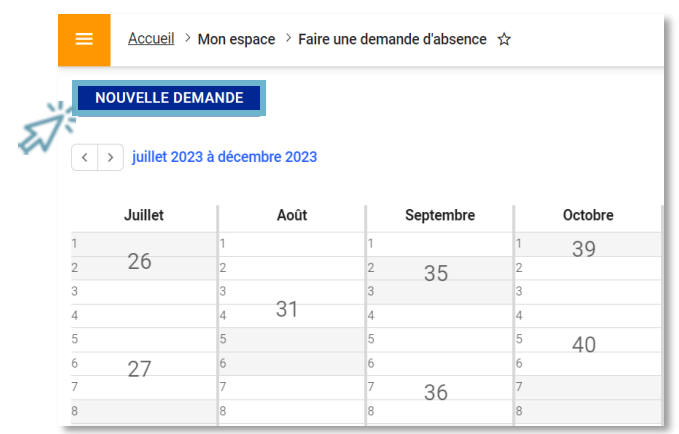 Accueil > Mon espace > Faire une demande d'absence ☆
NOUVELLE DEMANDE
< > juillet 2023 à décembre 2023
Juillet Août Septembre Octobre
1 1 1 1 39
2 26 2 2 35 2
3 3 3 3
4 4 31 4 4
5 5 5 5 40
6 27 6 6 6
7 7 7 36 7
8 8 8 8